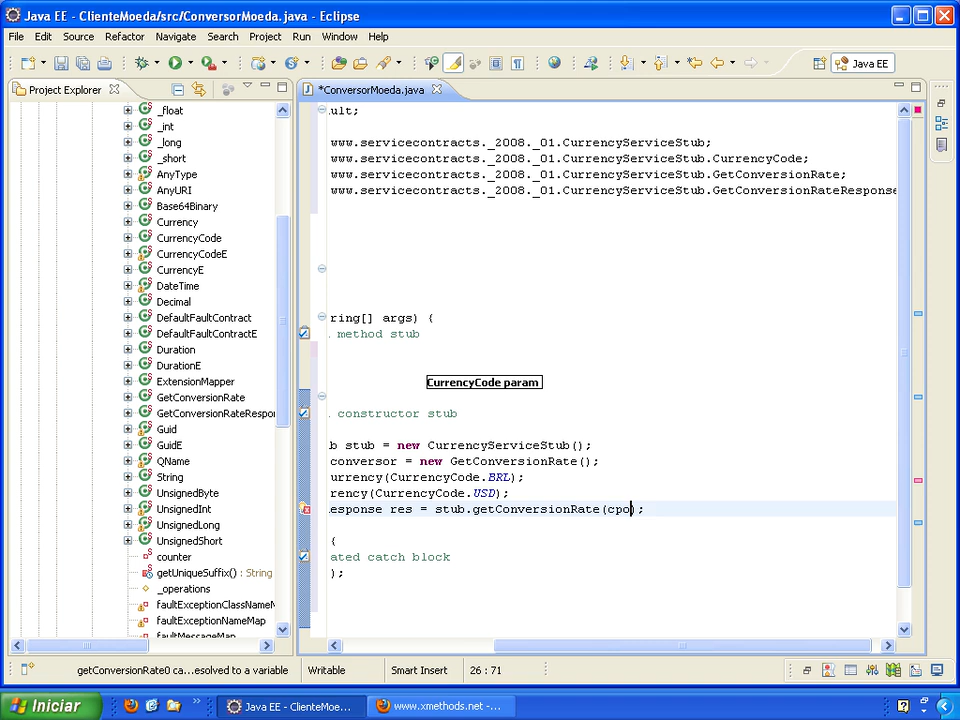 Java EE - ClienteMoeda/src/ConversorMoeda.java - Eclipse
File Edit Source Refactor Navigate Search Project Run Window Help
Java EE
Project Explorer
*ConversorMoeda.java
_float
_int
_long
_short
AnyType
AnyURI
Base64Binary
Currency
CurrencyCode
CurrencyCodeE
CurrencyE
DateTime
Decimal
DefaultFaultContract
DefaultFaultContractE
Duration
DurationE
ExtensionMapper
GetConversionRate
GetConversionRateRespo
Guid
GuidE
QName
String
UnsignedByte
UnsignedInt
UnsignedLong
UnsignedShort
counter
getUniqueSuffix() : String
_operations
faultExceptionClassNameM
faultExceptionNameMap
faultMessageMap
ult;
www.servicecontracts._2008._01.CurrencyServiceStub;
www.servicecontracts._2008._01.CurrencyServiceStub.CurrencyCode;
www.servicecontracts._2008._01.CurrencyServiceStub.GetConversionRate;
www.servicecontracts._2008._01.CurrencyServiceStub.GetConversionRateResponse
ring[] args) {
method stub
CurrencyCode param
constructor stub
b stub = new CurrencyServiceStub();
conversor = new GetConversionRate();
urrency(CurrencyCode.BRL);
rency(CurrencyCode.USD);
esponse res = stub.getConversionRate(cpo);
{
ated catch block
);
getConversionRate0 ca...esolved to a variable
Writable
Smart Insert
26 : 71
Iniciar
Java EE - ClienteMo...
www.xmethods.net - ...